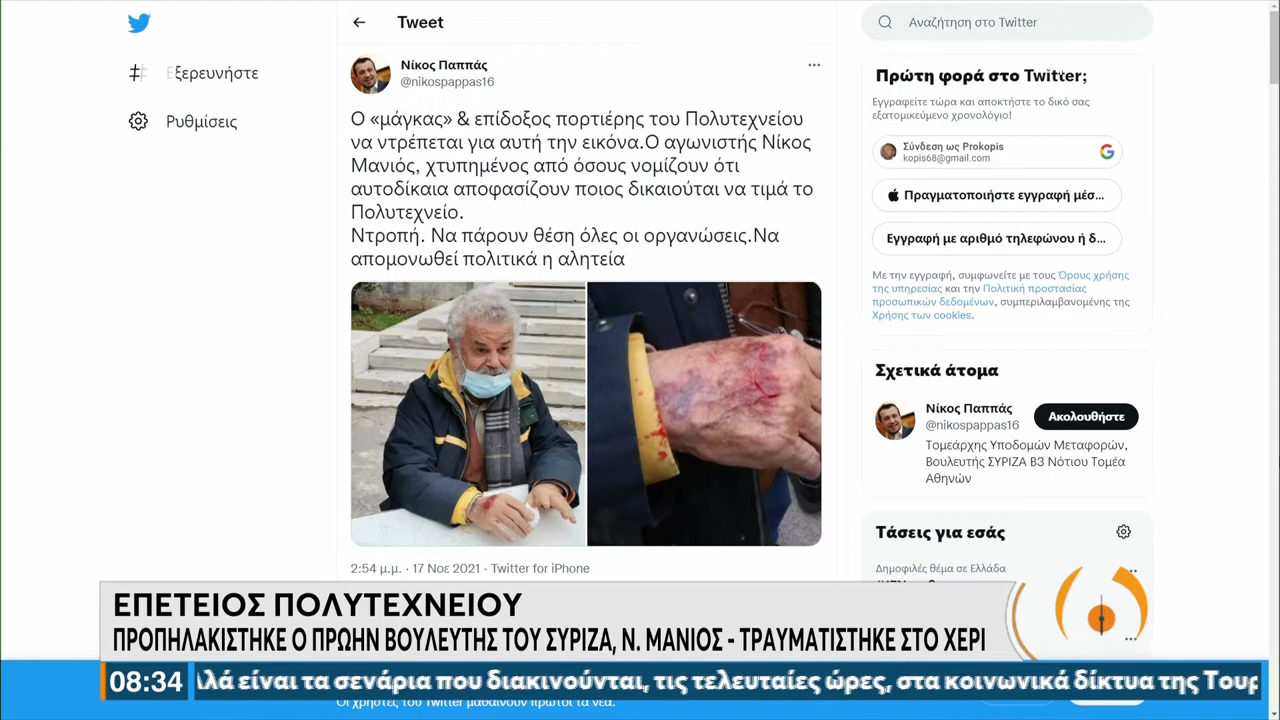 Tweet
Αναζήτηση στο Twitter
Εξερευνήστε
Ρυθμίσεις
Νίκος Παππάς
@nikospappas16
Ο «μάγκας» & επίδοξος πορτιέρης του Πολυτεχνείου
να ντρέπεται για αυτή την εικόνα.Ο αγωνιστής Νίκος
Μανιός, χτυπημένος από όσους νομίζουν ότι
αυτοδίκαια αποφασίζουν ποιος δικαιούται να τιμά το
Πολυτεχνείο.
Ντροπή. Να πάρουν θέση όλες οι οργανώσεις.Να
απομονωθεί πολιτικά η αλητεία
2:54 μ.μ. · 17 Νοε 2021 · Twitter for iPhone
Πρώτη φορά στο Twitter;
Εγγραφείτε τώρα και αποκτήστε το δικό σας
εξατομικευμένο χρονολόγιο!
Σύνδεση ως Prokopis
kopis68@gmail.com
Πραγματοποιήστε εγγραφή μέσ...
Εγγραφή με αριθμό τηλεφώνου ή δ...
Με την εγγραφή, συμφωνείτε με τους Όρους χρήσης
της υπηρεσίας και την Πολιτική προστασίας
προσωπικών δεδομένων, συμπεριλαμβανομένης της
Χρήσης των cookies.
Σχετικά άτομα
Νίκος Παππάς
@nikospappas16
Ακολουθήστε
Τομεάρχης Υποδομών Μεταφορών,
Βουλευτής ΣΥΡΙΖΑ Β3 Νότιου Τομέα
Αθηνών
Τάσεις για εσάς
Δημοφιλές θέμα σε Ελλάδα
ΕΠΕΤΕΙΟΣ ΠΟΛΥΤΕΧΝΕΙΟΥ
ΠΡΟΠΗΛΑΚΙΣΤΗΚΕ Ο ΠΡΩΗΝ ΒΟΥΛΕΥΤΗΣ ΤΟΥ ΣΥΡΙΖΑ, Ν. ΜΑΝΙΟΣ - ΤΡΑΥΜΑΤΙΣΤΗΚΕ ΣΤΟ ΧΕΡΙ
08:34 λλά είναι τα σενάρια που διακινούνται, τις τελευταίες ώρες, στα κοινωνικά δίκτυα της Τουρ
Οι χρήστες του Twitter μαθαίνουν πρώτοι τα νέα.